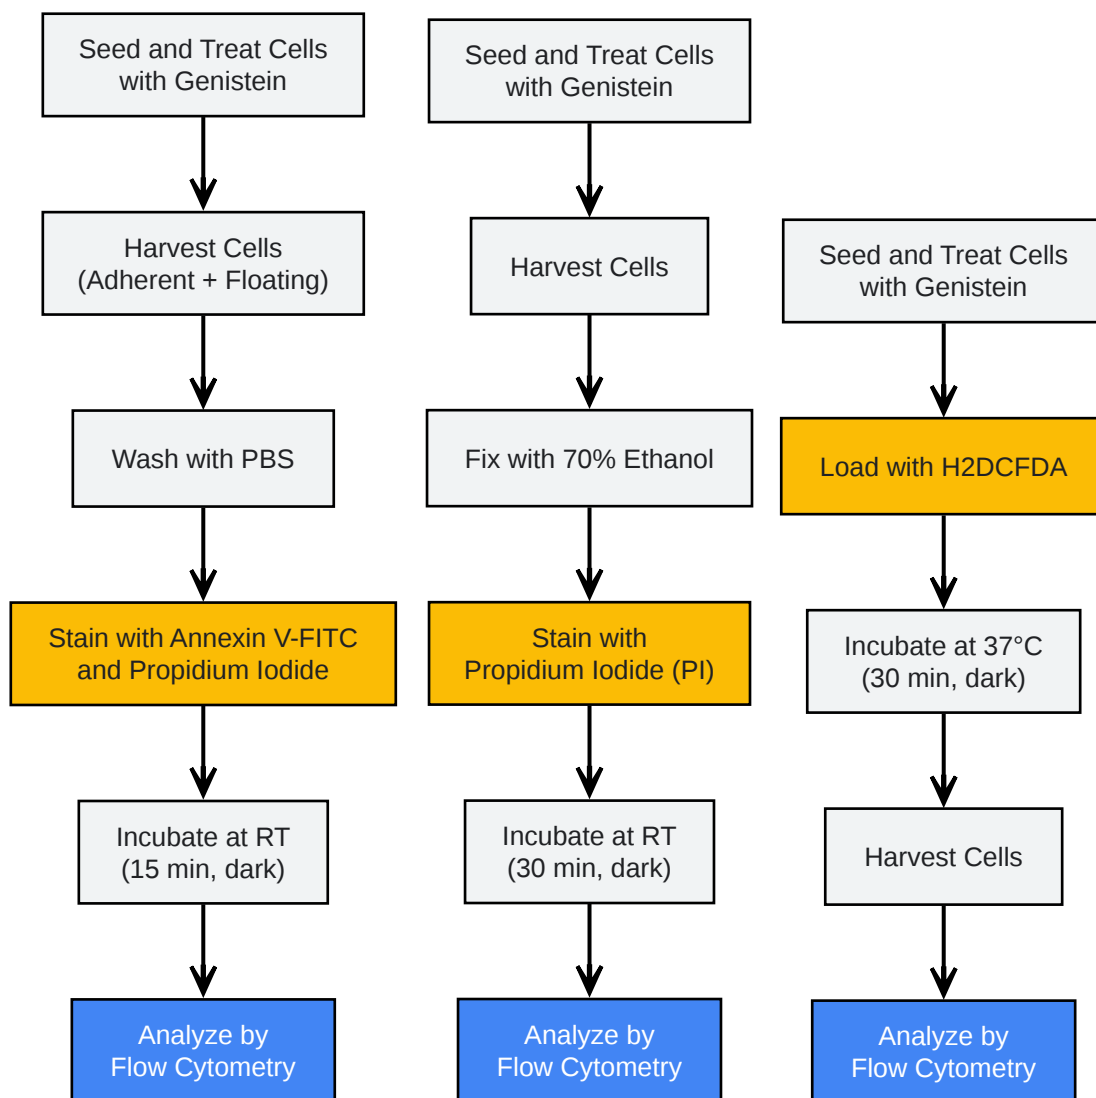 Seed and Treat Cells
with Genistein
Harvest Cells
(Adherent + Floating)
Wash with PBS
Stain with Annexin V-FITC
and Propidium Iodide
Incubate at RT
(15 min, dark)
Analyze by
Flow Cytometry
Seed and Treat Cells
with Genistein
Harvest Cells
Fix with 70% Ethanol
Stain with
Propidium Iodide (PI)
Incubate at RT
(30 min, dark)
Analyze by
Flow Cytometry
Seed and Treat Cells
with Genistein
Load with H2DCFDA
Incubate at 37°C
(30 min, dark)
Harvest Cells
Analyze by
Flow Cytometry